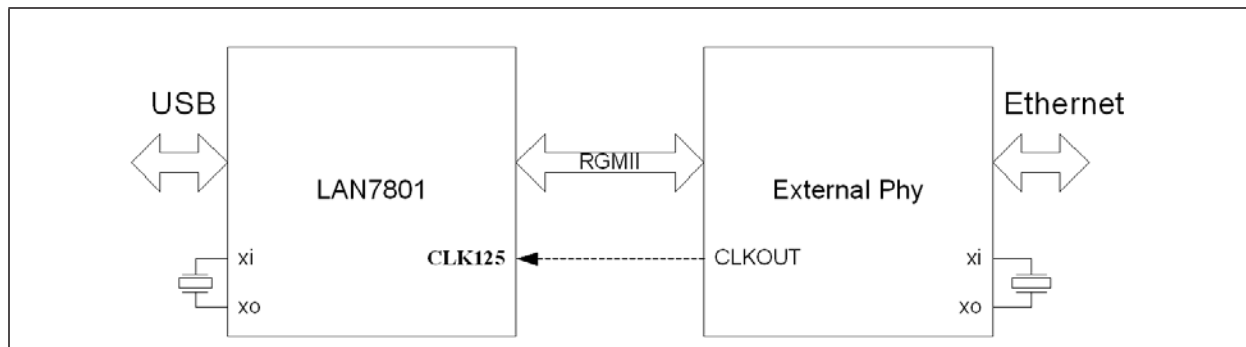 USB
Ethernet
RGMII
LAN7801
External Phy
xi
CLK125
CLKOUT
xi
xo
xo